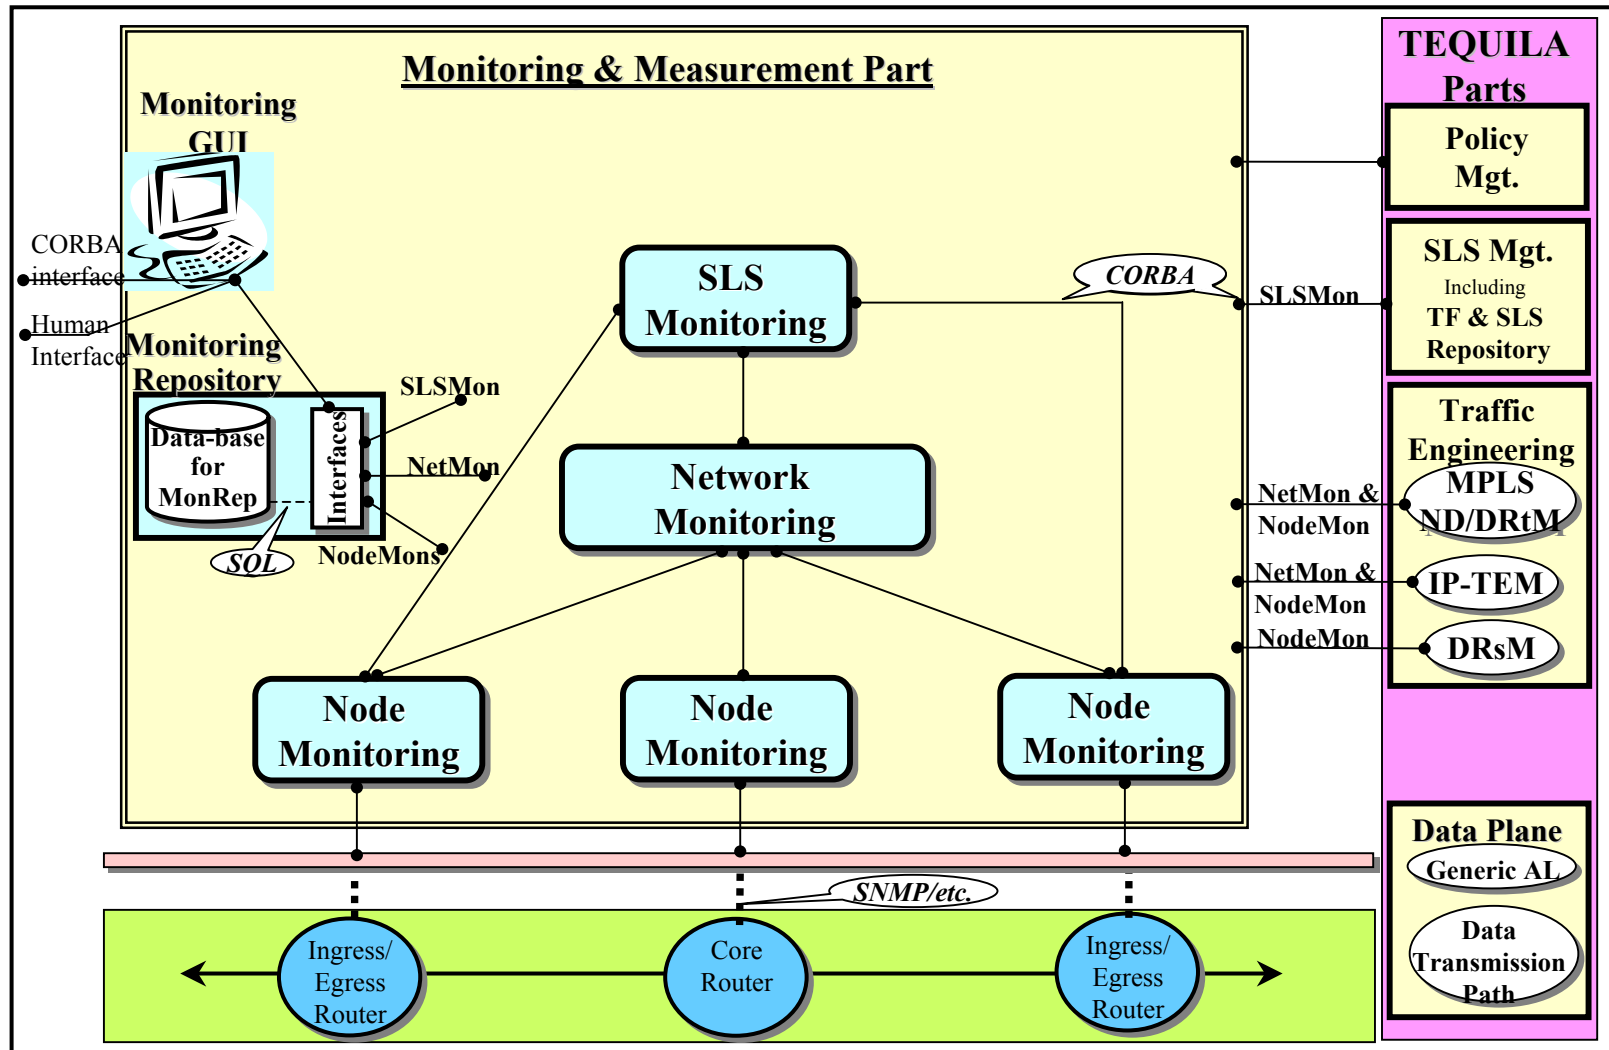 Monitoring & Measurement Part
Monitoring
GUI
CORBA
interface
Human
Interface
Monitoring
Repository
Data-base
for
MonRep
Interfaces
SQL
SLSMon
NetMon
NodeMons
SLS
Monitoring
Network
Monitoring
Node
Monitoring
Node
Monitoring
Node
Monitoring
CORBA
SLSMon
NetMon &
NodeMon
NetMon &
NodeMon
NodeMon
TEQUILA
Parts
Policy
Mgt.
SLS Mgt.
Including
TF & SLS
Repository
Traffic
Engineering
MPLS
ND/DRtM
IP-TEM
DRsM
Data Plane
Generic AL
Data
Transmission
Path
SNMP/etc.
Ingress/
Egress
Router
Core
Router
Ingress/
Egress
Router